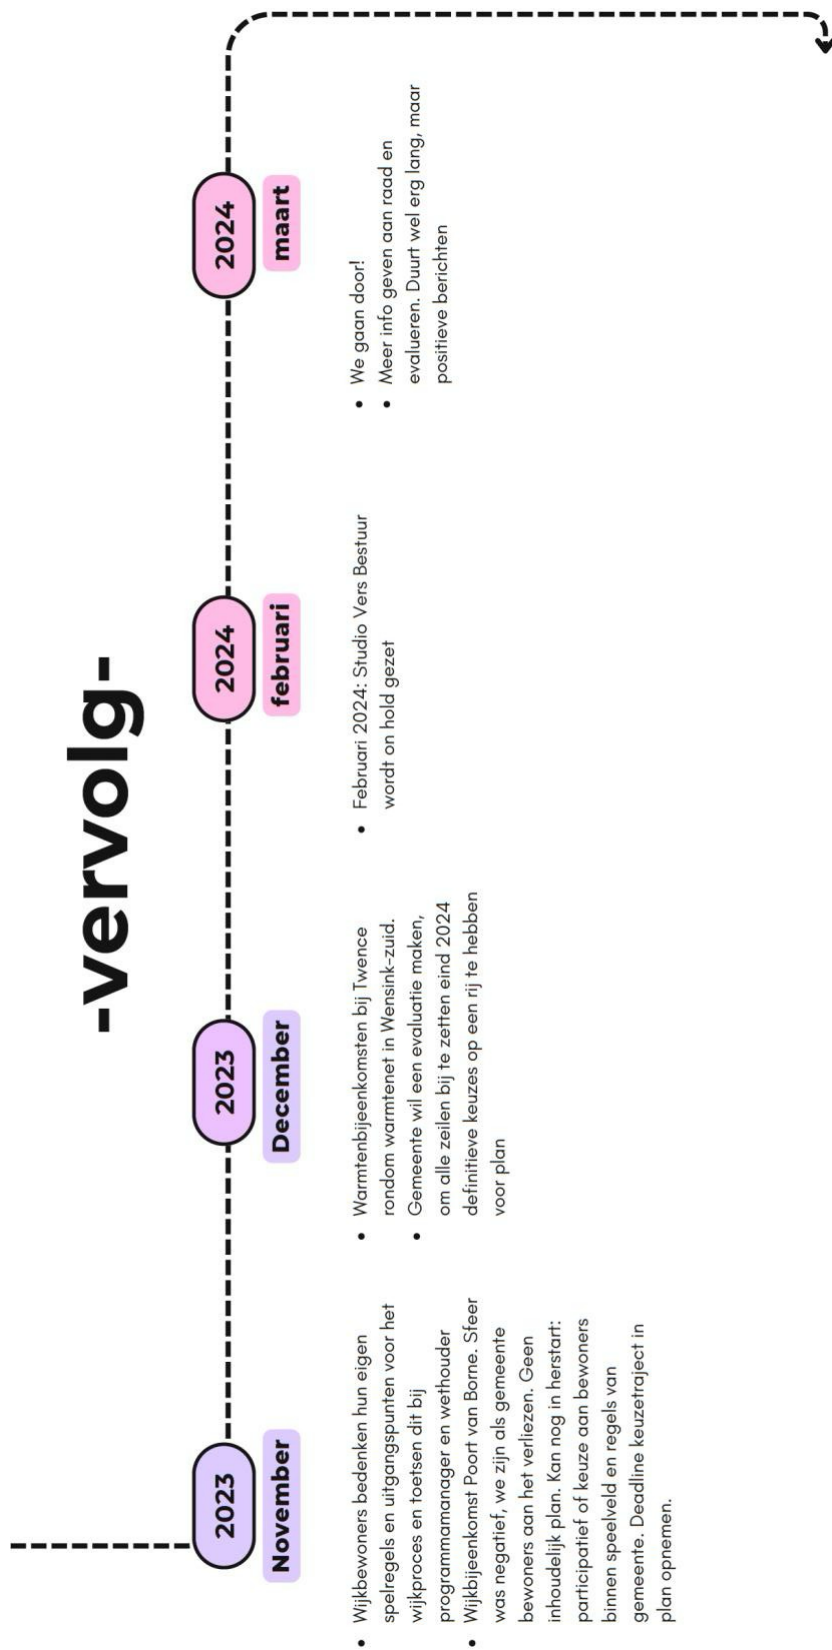 -vervolg-
2023
November
• Wijkbewoners bedenken hun eigen
spelregels en uitgangspunten voor het
wijkproces en toetsen dit bij
programmamanager en wethouder
• Wijkbijeenkomst Poort van Borne. Sfeer
was negatief, we zijn als gemeente
bewoners aan het verliezen. Geen
inhoudelijk plan. Kan nog in herstart:
participatief of keuze aan bewoners
binnen speelveld en regels van
gemeente. Deadline keuzetraject in
plan opnemen.
2023
December
• Warmtenbijeenkomsten bij Twence
rondom warmtenet in Wensink-zuid.
• Gemeente wil een evaluatie maken,
om alle zeilen bij te zetten eind 2024
definitieve keuzes op een rij te hebben
voor plan
2024
februari
• Februari 2024: Studio Vers Bestuur
wordt on hold gezet
2024
maart
• We gaan door!
• Meer info geven aan raad en
evalueren. Duurt wel erg lang, maar
positieve berichten